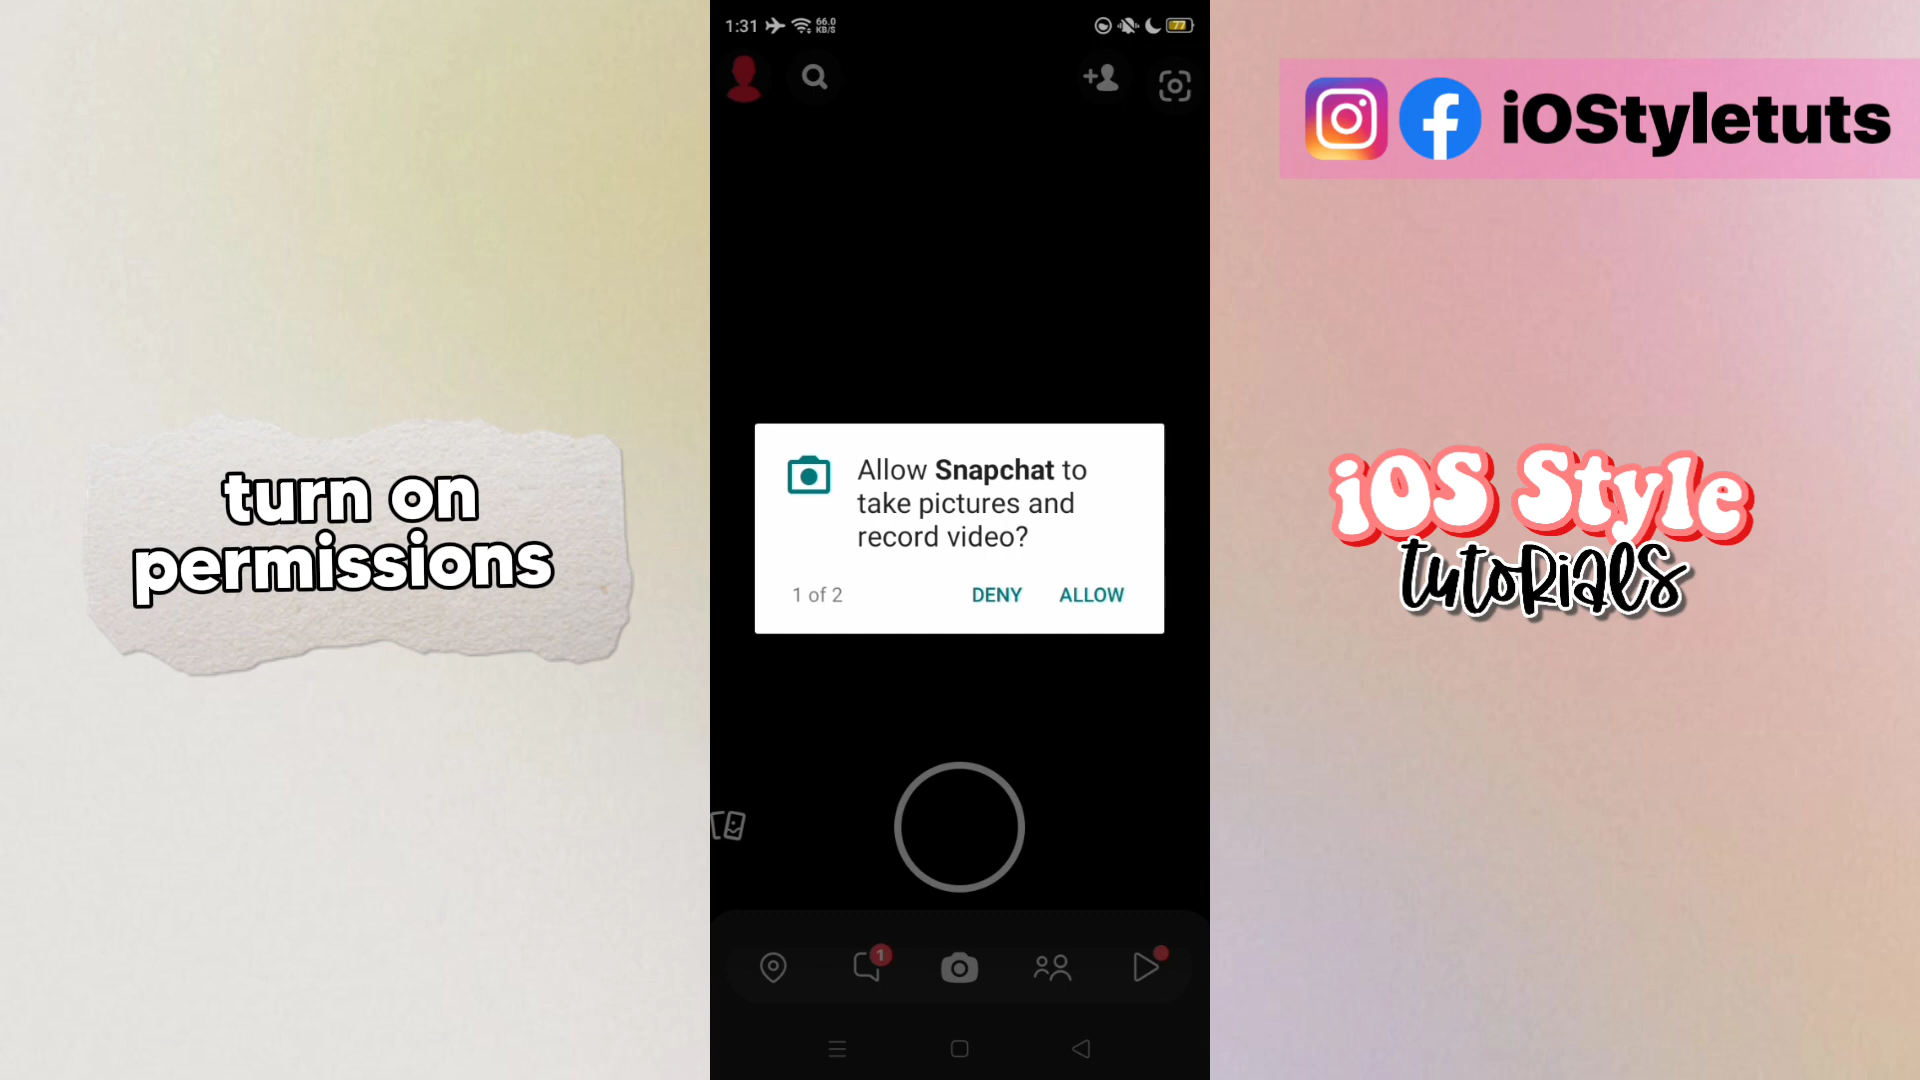 turn on
permissions
1:31
66.0
KB/S
77
Allow Snapchat to
take pictures and
record video?
1 of 2
DENY
ALLOW
1
iOStyletuts
iOS Style
tutorials